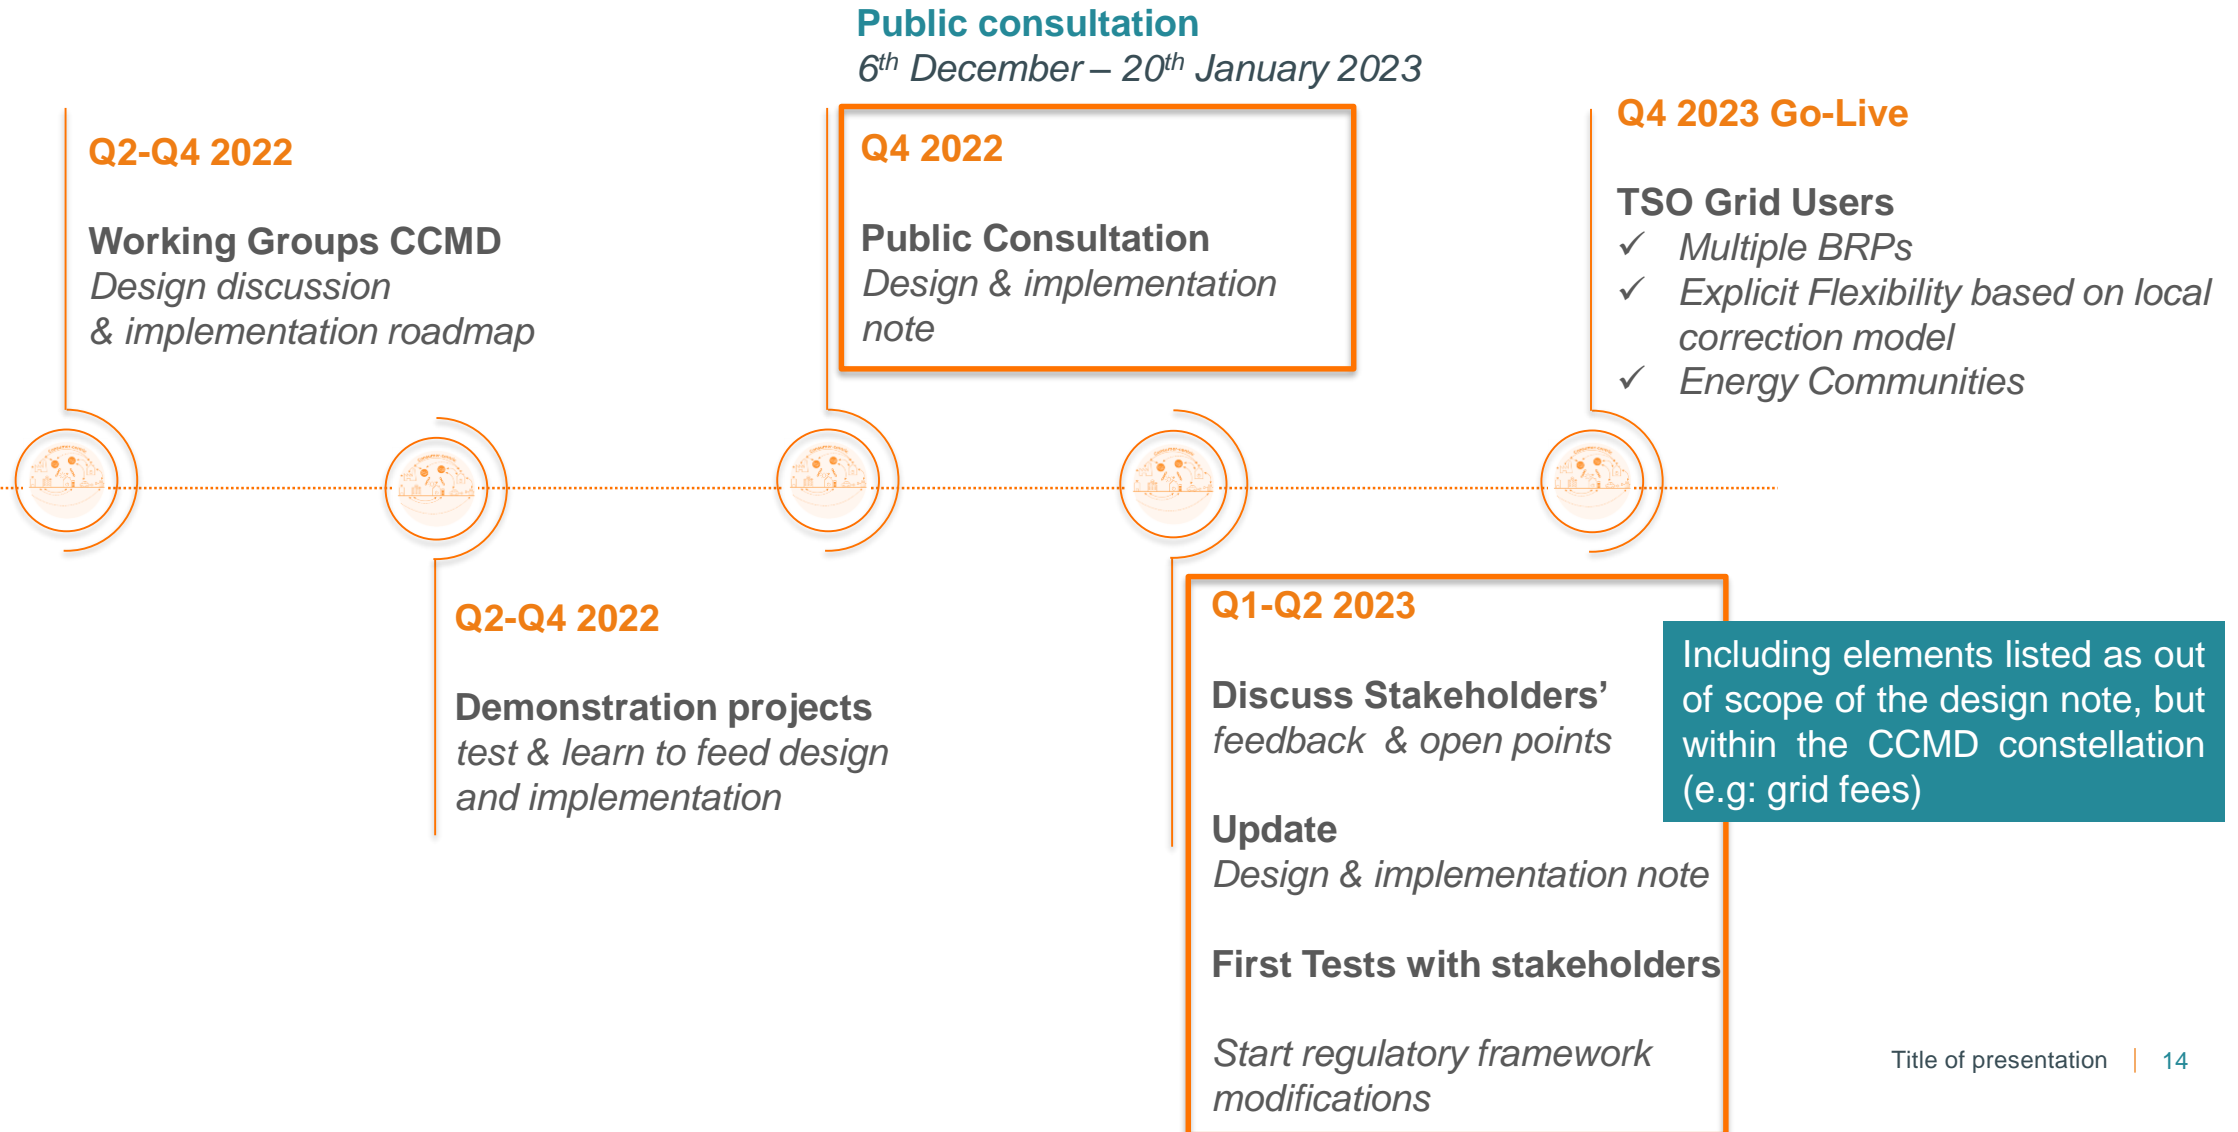 Public consultation
6th December – 20th January 2023
Q2-Q4 2022
Working Groups CCMD
Design discussion
& implementation roadmap
Q4 2022
Public Consultation
Design & implementation
note
Q4 2023 Go-Live
TSO Grid Users
✓ Multiple BRPs
✓ Explicit Flexibility based on local
correction model
✓ Energy Communities
Q2-Q4 2022
Demonstration projects
test & learn to feed design
and implementation
Q1-Q2 2023
Discuss Stakeholders’
feedback & open points
Update
Design & implementation note
First Tests with stakeholders
Start regulatory framework
modifications
Including elements listed as out
of scope of the design note, but
within the CCMD constellation
(e.g: grid fees)
Title of presentation | 14